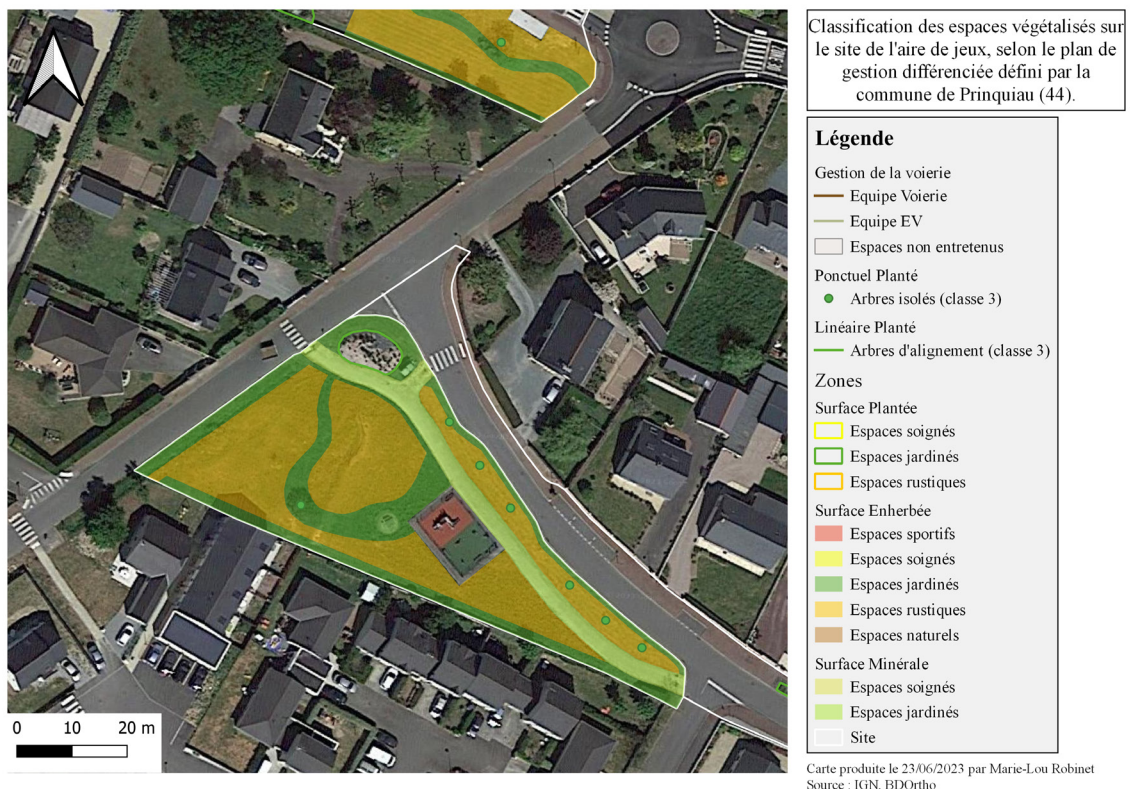 Classification des espaces végétalisés sur
le site de l'aire de jeux, selon le plan de
gestion différenciée défini par la
commune de Prinquiau (44).
Légende
Gestion de la voierie
Equipe Voierie
Equipe EV
Espaces non entretenus
Ponctuel Planté
Arbres isolés (classe 3)
Linéaire Planté
Arbres d'alignement (classe 3)
Zones
Surface Plantée
Espaces soignés
Espaces jardinés
Espaces rustiques
Surface Enherbée
Espaces sportifs
Espaces soignés
Espaces jardinés
Espaces rustiques
Espaces naturels
Surface Minérale
Espaces soignés
Espaces jardinés
Site
0 10 20 m
Carte produite le 23/06/2023 par Marie-Lou Robinet
Source : IGN, BDOrtho